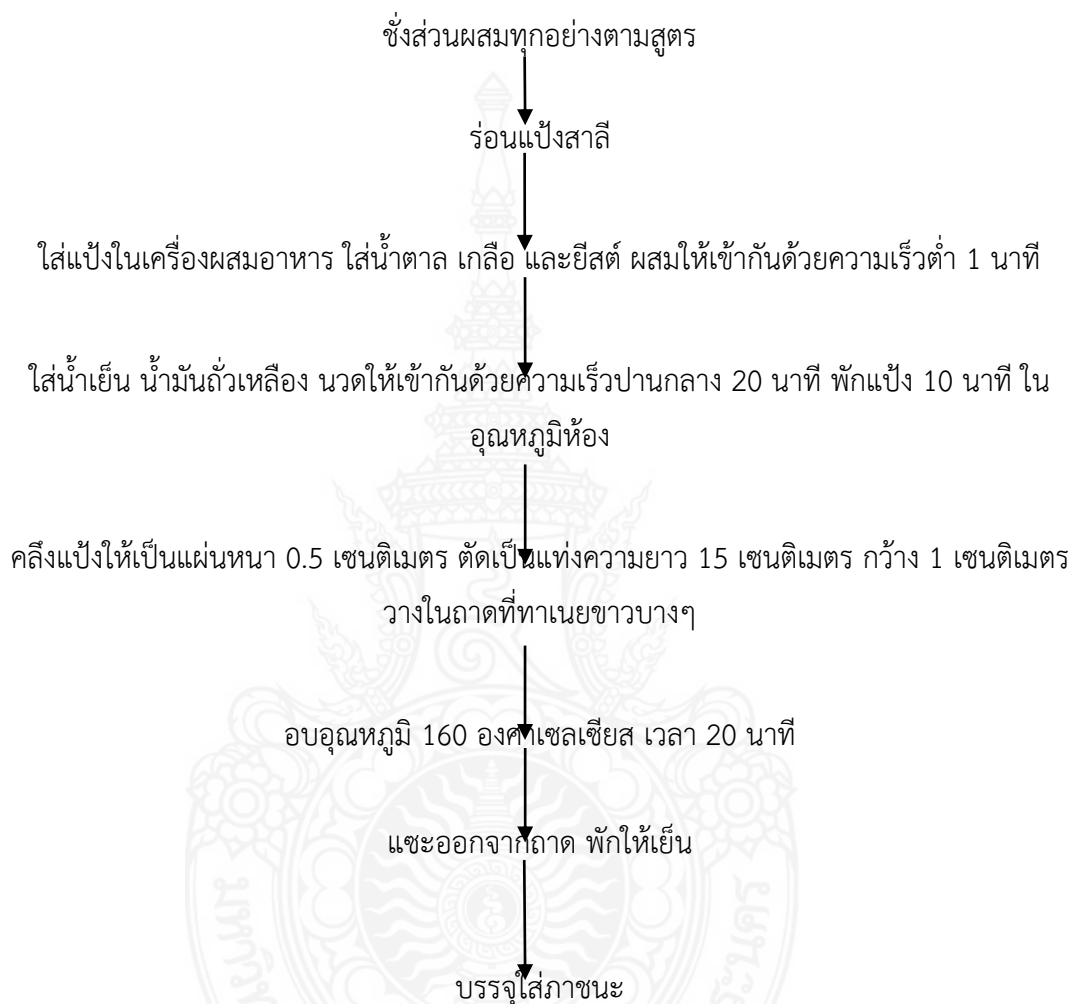 ชั่งส่วนผสมทุกอย่างตามสูตร
ร่อนแป้งสาลี
ใส่แป้งในเครื่องผสมอาหาร ใส่น้ำตาล เกลือ และยีสต์ ผสมให้เข้ากันด้วยความเร็วต่ำ 1 นาที
ใส่น้ำเย็น น้ำมันถั่วเหลือง นวดให้เข้ากันด้วยความเร็วปานกลาง 20 นาที พักแป้ง 10 นาที ใน
อุณหภูมิห้อง
คลึงแป้งให้เป็นแผ่นหนา 0.5 เซนติเมตร ตัดเป็นแท่งความยาว 15 เซนติเมตร กว้าง 1 เซนติเมตร
วางในถาดที่ทาเนยขาวบางๆ
อบอุณหภูมิ 160 องศาเซลเซียส เวลา 20 นาที
แซะออกจากถาด พักให้เย็น
บรรจุใส่ภาชนะ